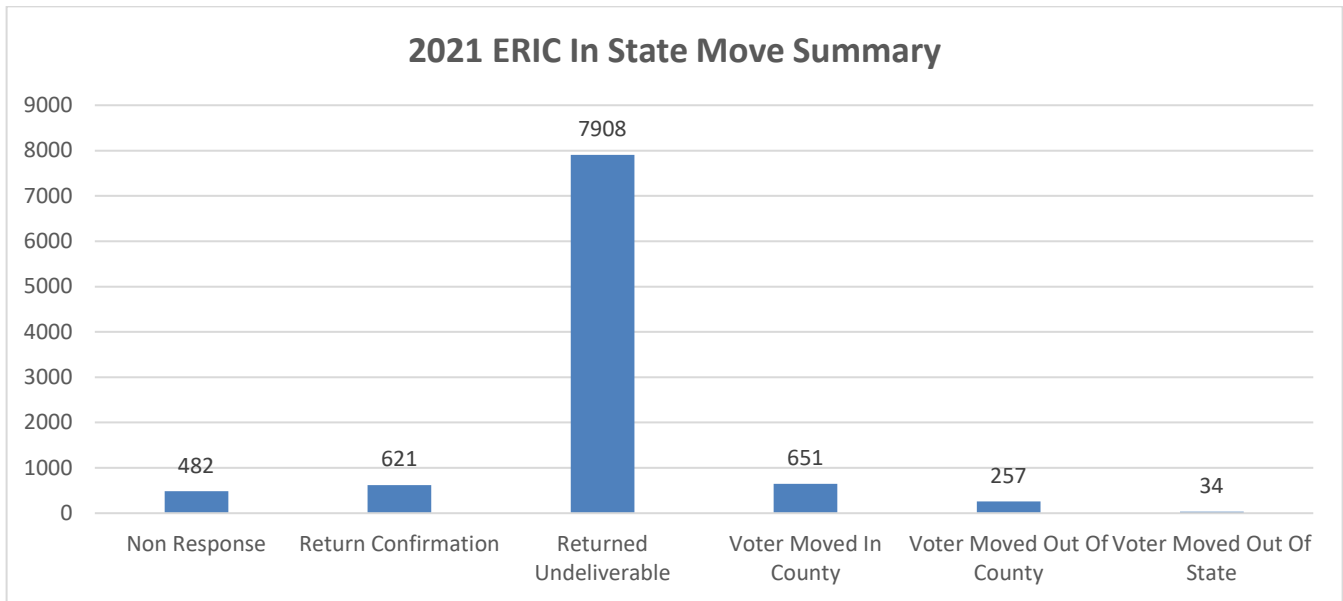 2021 ERIC In State Move Summary
9000
8000
7000
6000
5000
4000
3000
2000
1000
0
482
621
7908
651
257
34
Non Response
Return Confirmation
Returned
Undeliverable
Voter Moved In
County
Voter Moved Out Of
County
Voter Moved Out Of
State